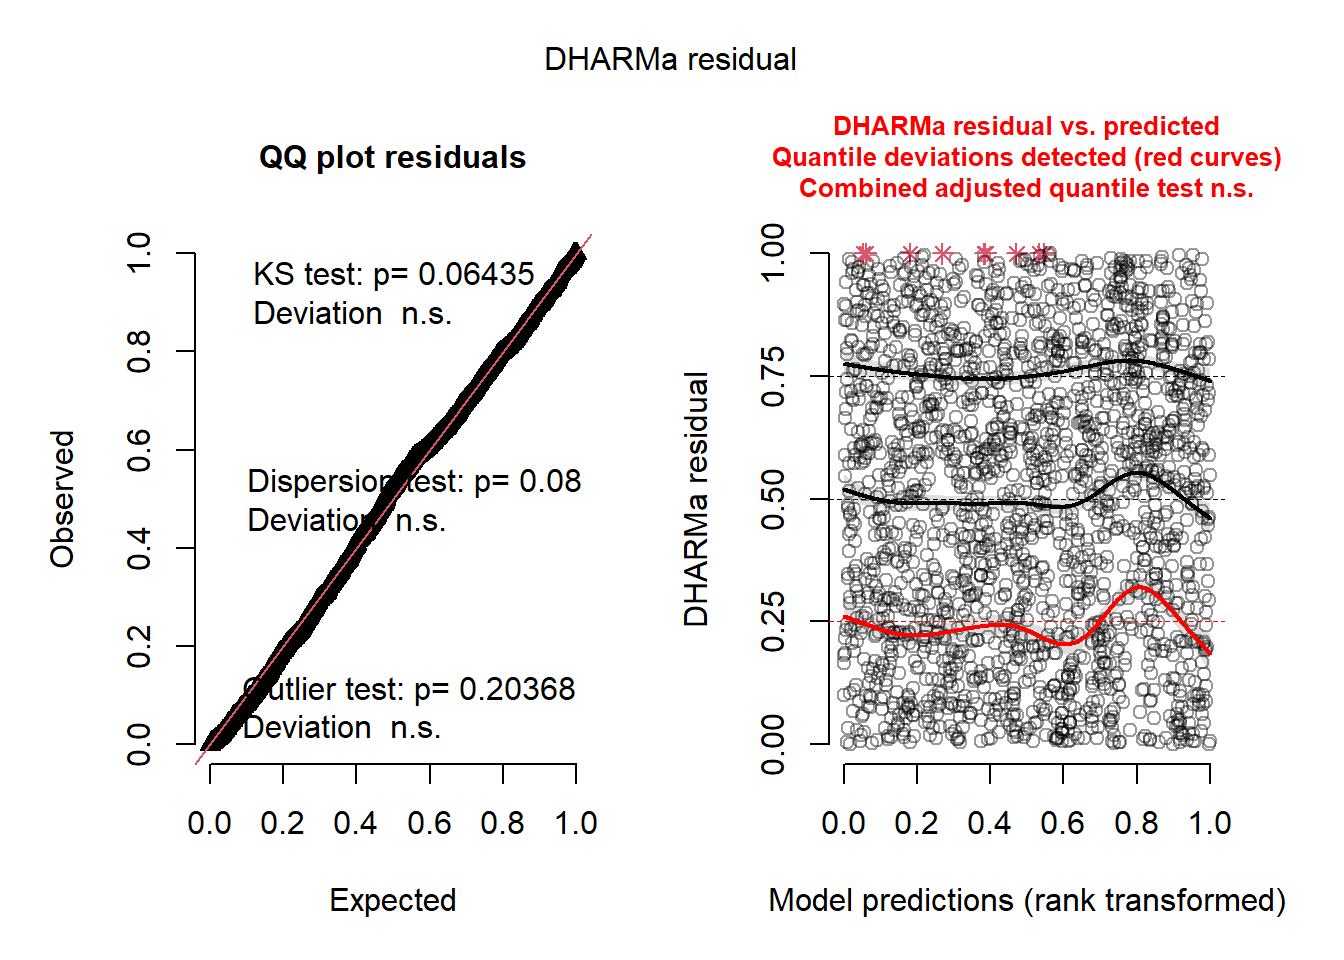 DHARMa residual
QQ plot residuals
KS test: p= 0.06435
Deviation  n.s.
Dispersion test: p= 0.08
Deviation  n.s.
Outlier test: p= 0.20368
Deviation  n.s.
Observed
0.0 0.2 0.4 0.6 0.8 1.0
0.0 0.2 0.4 0.6 0.8 1.0
Expected
DHARMa residual vs. predicted
Quantile deviations detected (red curves)
Combined adjusted quantile test n.s.
DHARMa residual
0.00 0.25 0.50 0.75 1.00
0.0 0.2 0.4 0.6 0.8 1.0
Model predictions (rank transformed)